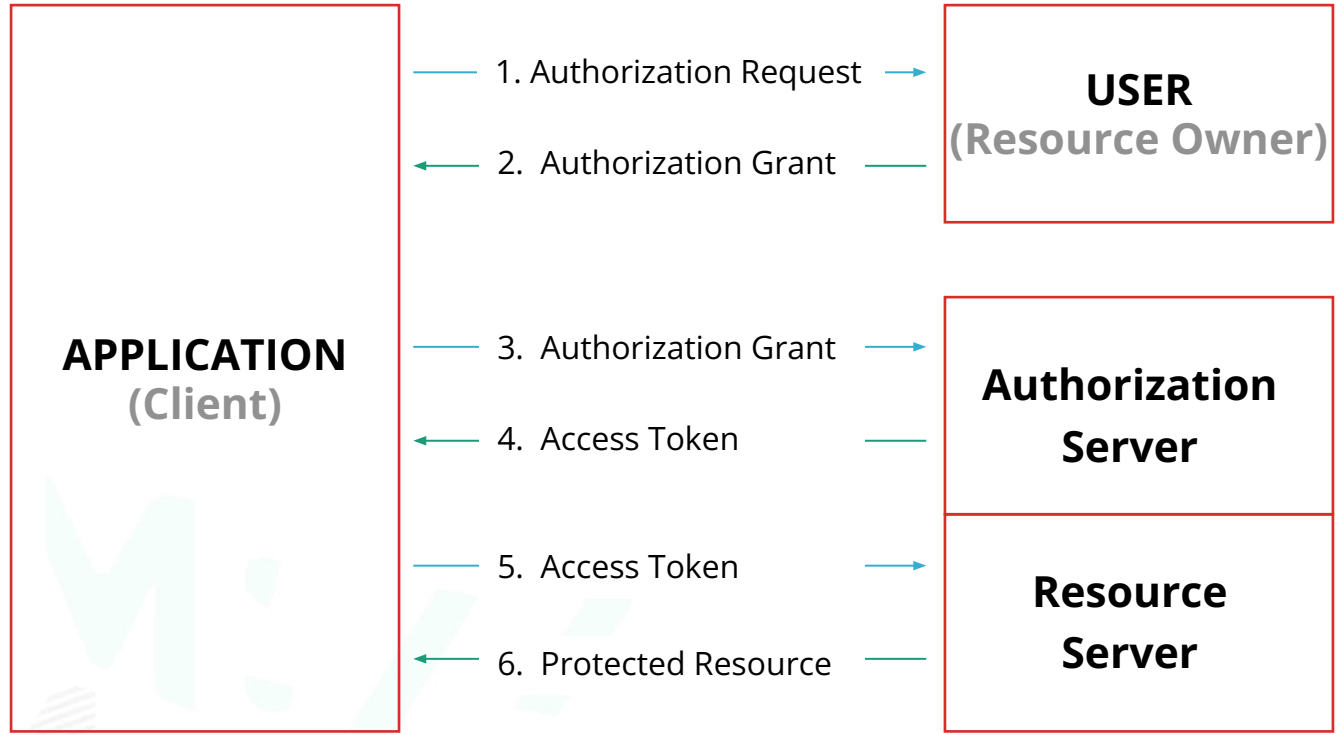 1. Authorization Request
USER
(Resource Owner)
2. Authorization Grant
APPLICATION
(Client)
3. Authorization Grant
Authorization
Server
4. Access Token
5. Access Token
Resource
Server
6. Protected Resource